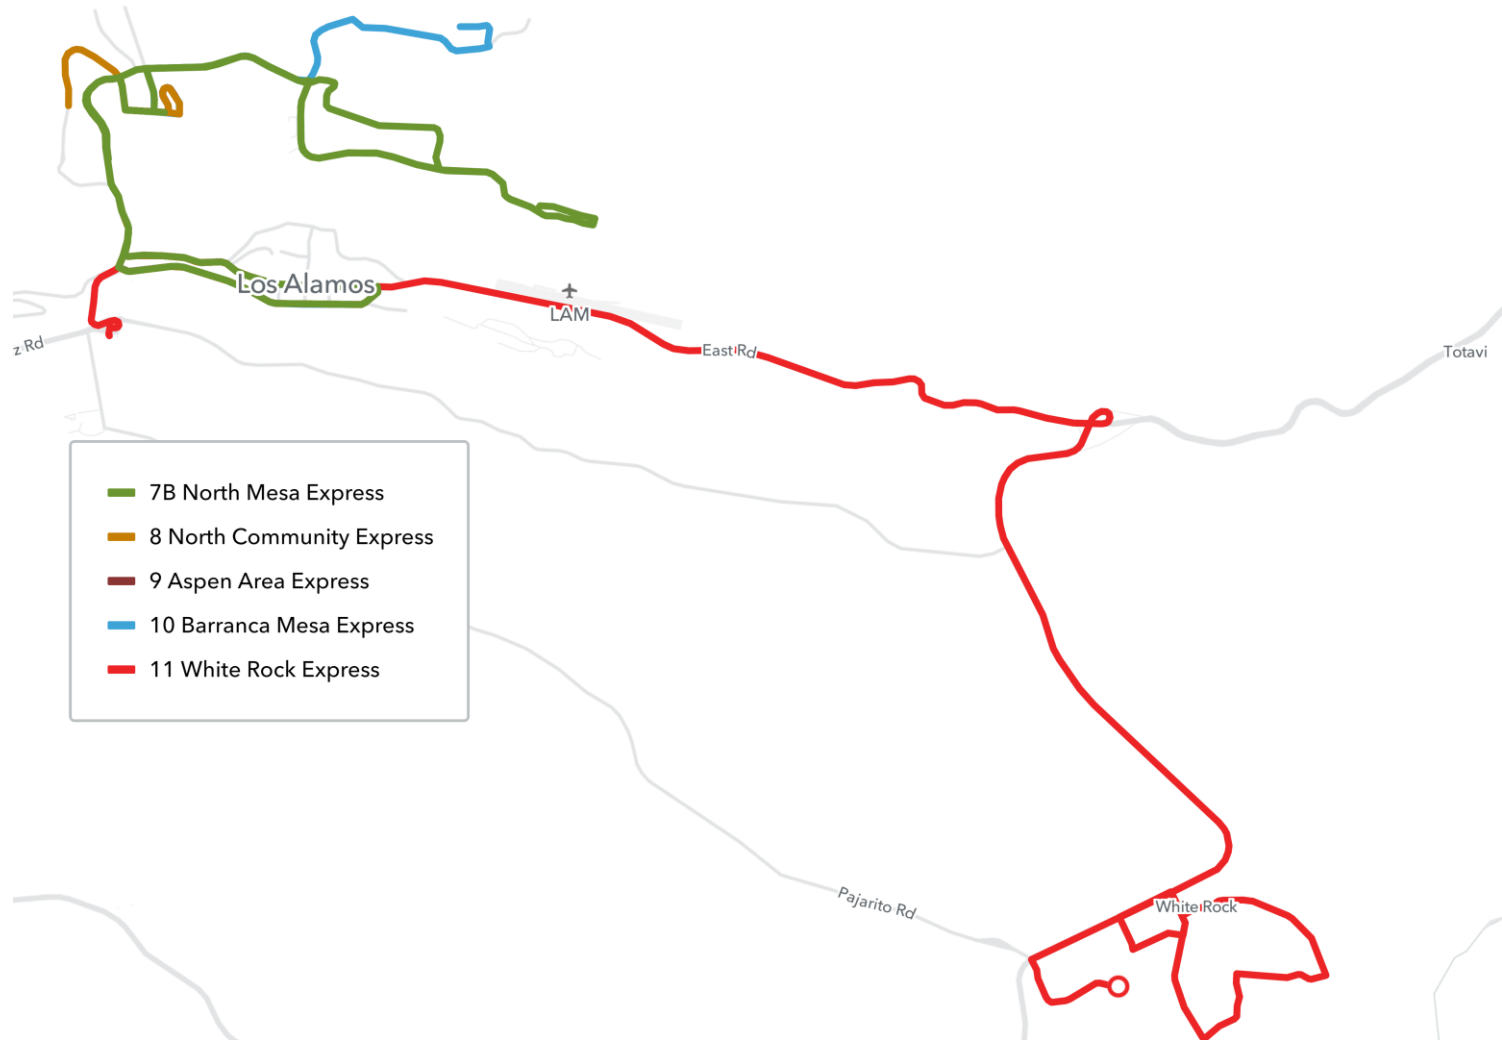 Los Alamos
LAM
z Rd
East Rd
Totavi
7B North Mesa Express
8 North Community Express
9 Aspen Area Express
10 Barranca Mesa Express
11 White Rock Express
Pajarito Rd
White Rock